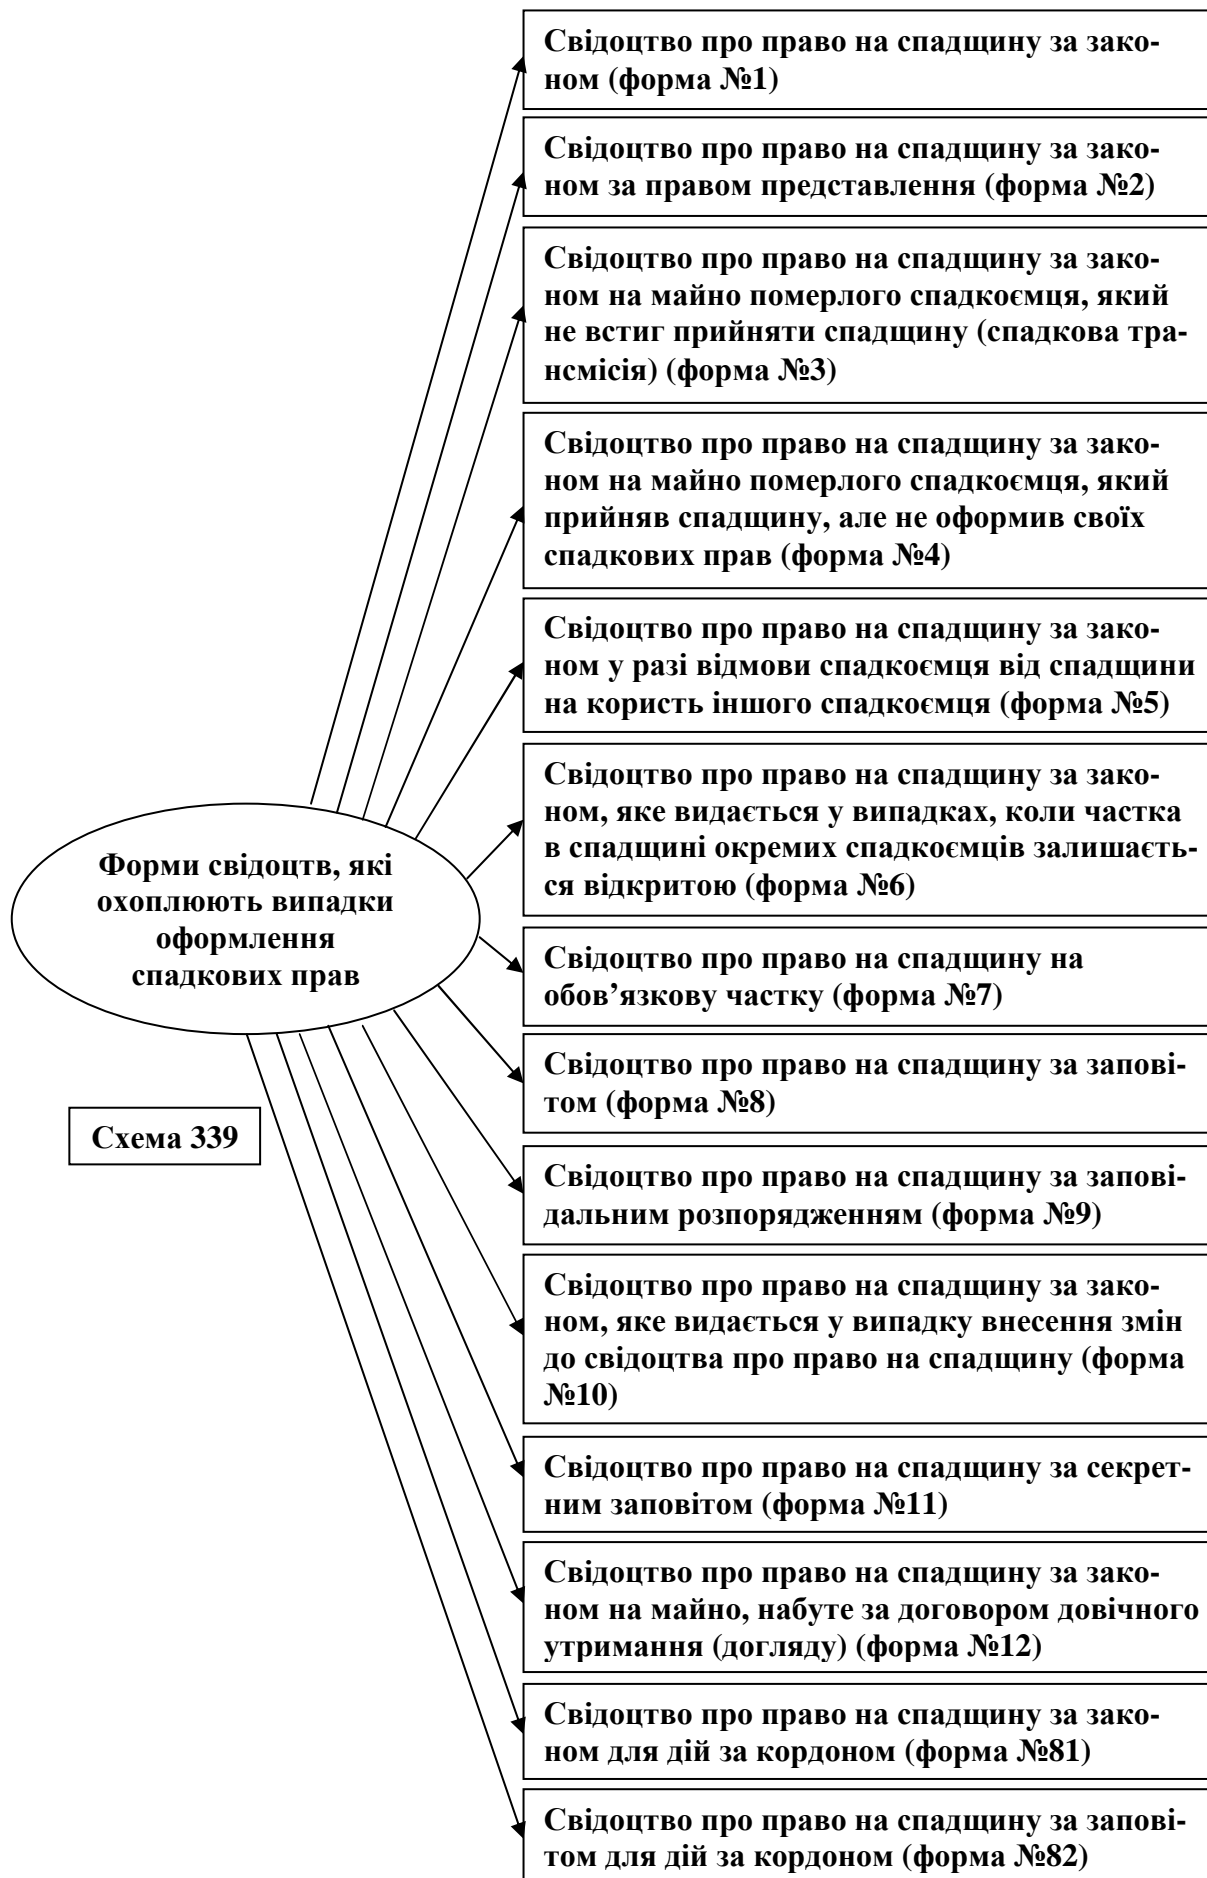 Свідоцтво про право на спадщину за зако-
ном (форма №1)
Свідоцтво про право на спадщину за зако-
ном за правом представлення (форма №2)
Свідоцтво про право на спадщину за зако-
ном на майно померлого спадкоємця, який
не встиг прийняти спадщину (спадкова тра-
нсмісія) (форма №3)
Свідоцтво про право на спадщину за зако-
ном на майно померлого спадкоємця, який
прийняв спадщину, але не оформив своїх
спадкових прав (форма №4)
Свідоцтво про право на спадщину за зако-
ном у разі відмови спадкоємця від спадщини
на користь іншого спадкоємця (форма №5)
Свідоцтво про право на спадщину за зако-
ном, яке видається у випадках, коли частка
в спадщині окремих спадкоємців залишаєть-
ся відкритою (форма №6)
Форми свідоцтв, які
охоплюють випадки
оформлення
спадкових прав
Свідоцтво про право на спадщину на
обов’язкову частку (форма №7)
Свідоцтво про право на спадщину за запові-
том (форма №8)
Схема 339
Свідоцтво про право на спадщину за запові-
дальним розпорядженням (форма №9)
Свідоцтво про право на спадщину за зако-
ном, яке видається у випадку внесення змін
до свідоцтва про право на спадщину (форма
№10)
Свідоцтво про право на спадщину за секрет-
ним заповітом (форма №11)
Свідоцтво про право на спадщину за зако-
ном на майно, набуте за договором довічного
утримання (догляду) (форма №12)
Свідоцтво про право на спадщину за зако-
ном для дій за кордоном (форма №81)
Свідоцтво про право на спадщину за запові-
том для дій за кордоном (форма №82)